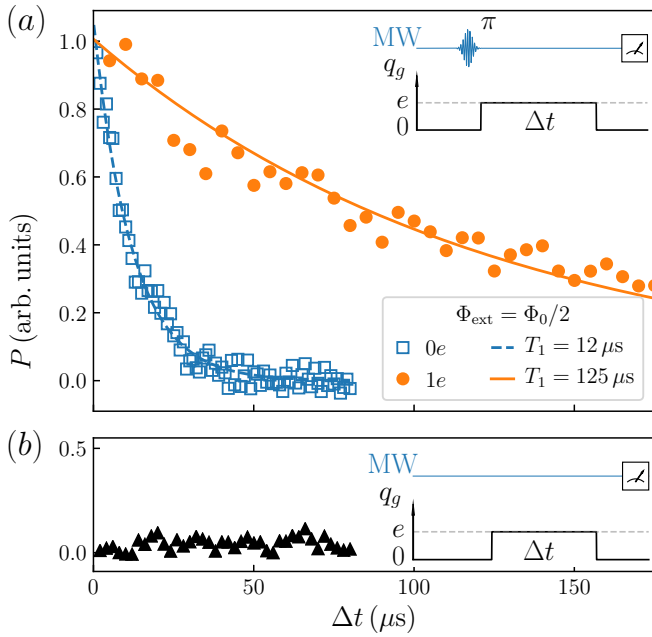 (a)
1.0
0.8
0.6
0.4
0.2
0.0
P (arb. units)
MW
π
q_g
e
0
Δt
Φ_ext = Φ_0/2
0e
T_1 = 12 μs
1e
T_1 = 125 μs
(b)
0.5
0.0
MW
q_g
e
0
Δt
0
50
100
150
Δt (μs)